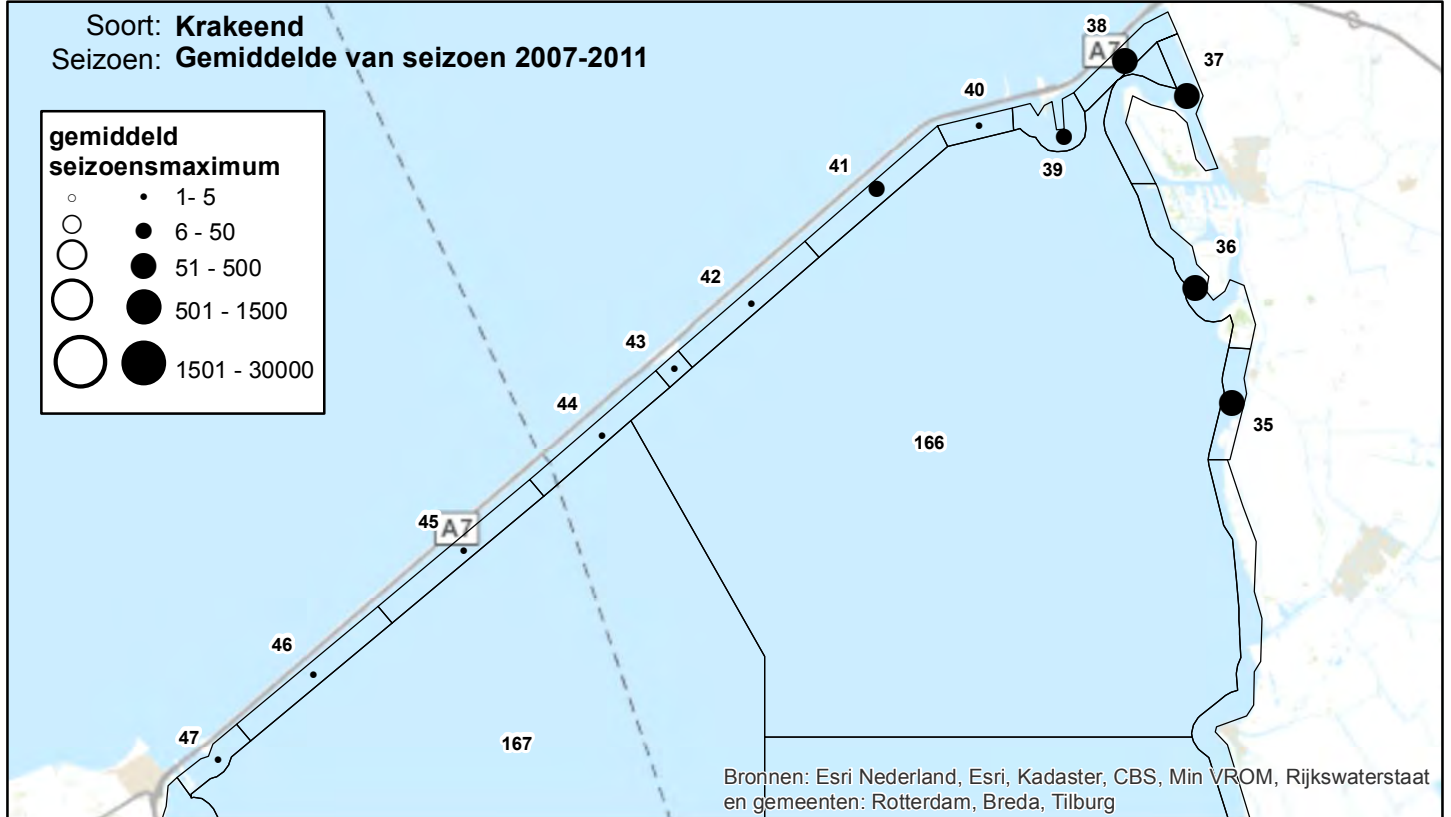 Soort: Krakeend
Seizoen: Gemiddelde van seizoen 2007-2011
gemiddeld
seizoensmaximum
1- 5
6 - 50
51 - 500
501 - 1500
1501 - 30000
38
A7
37
40
41
39
36
42
43
44
35
166
45
A7
46
47
167
Bronnen: Esri Nederland, Esri, Kadaster, CBS, Min VROM, Rijkswaterstaat
en gemeenten: Rotterdam, Breda, Tilburg